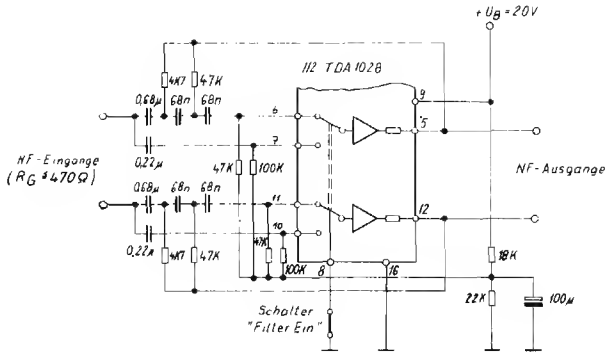 + UB = 20V
1/2 TDA1028
4K7
47K
0,68µ
68n
68n
6
9
5
7
0,22µ
47K
100K
NF-Eingänge
(RG ≤ 470Ω)
NF-Ausgänge
0,68µ
68n
68n
11
12
10
0,22µ
4K7
47K
47K
100K
8
16
18K
22K
100µ
Schalter
"Filter Ein"